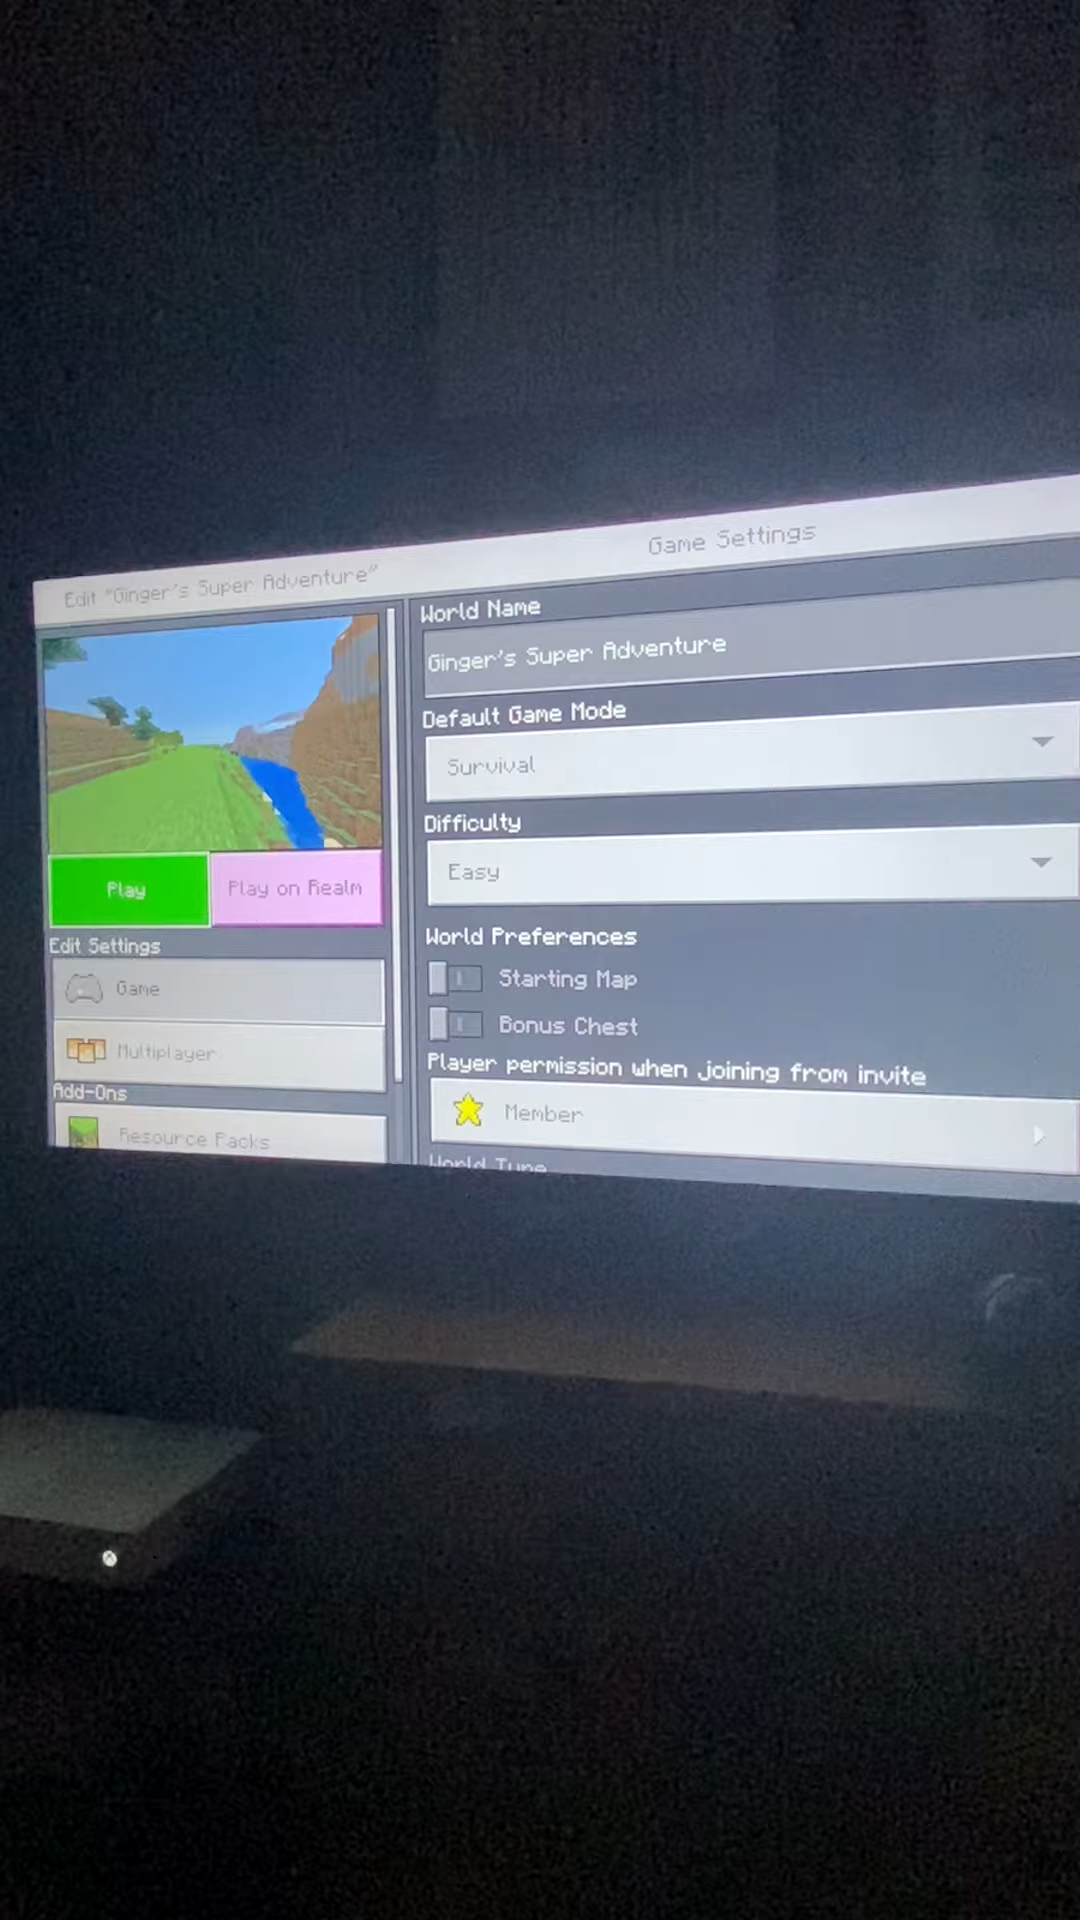 Edit "Ginger's Super Adventure"
Game Settings
Play
Play on Realm
Edit Settings
Game
Multiplayer
Add-Ons
Resource Packs
World Name
Ginger's Super Adventure
Default Game Mode
Survival
Difficulty
Easy
World Preferences
Starting Map
Bonus Chest
Player permission when joining from invite
Member
World Type